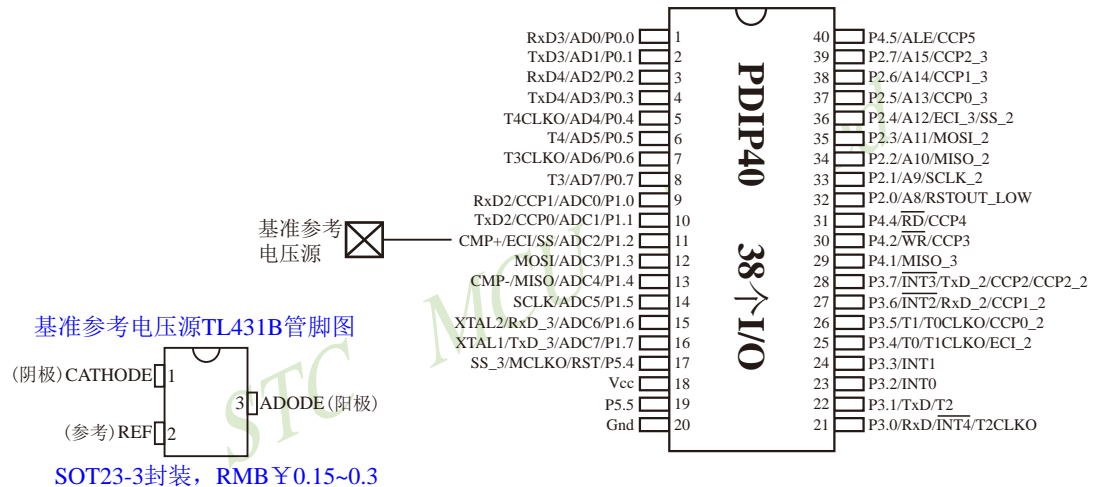 RxD3/AD0/P0.0 1
TxD3/AD1/P0.1 2
RxD4/AD2/P0.2 3
TxD4/AD3/P0.3 4
T4CLKO/AD4/P0.4 5
T4/AD5/P0.5 6
T3CLKO/AD6/P0.6 7
T3/AD7/P0.7 8
RxD2/CCP1/ADC0/P1.0 9
TxD2/CCP0/ADC1/P1.1 10
CMP+/ECI/SS/ADC2/P1.2 11
MOSI/ADC3/P1.3 12
CMP-/MISO/ADC4/P1.4 13
SCLK/ADC5/P1.5 14
XTAL2/RxD_3/ADC6/P1.6 15
XTAL1/TxD_3/ADC7/P1.7 16
SS_3/MCLKO/RST/P5.4 17
Vcc 18
P5.5 19
Gnd 20
PDIP40 38个I/O
40 P4.5/ALE/CCP5
39 P2.7/A15/CCP2_3
38 P2.6/A14/CCP1_3
37 P2.5/A13/CCP0_3
36 P2.4/A12/ECI_3/SS_2
35 P2.3/A11/MOSI_2
34 P2.2/A10/MISO_2
33 P2.1/A9/SCLK_2
32 P2.0/A8/RSTOUT_LOW
31 P4.4/RD/CCP4
30 P4.2/WR/CCP3
29 P4.1/MISO_3
28 P3.7/INT3/TxD_2/CCP2/CCP2_2
27 P3.6/INT2/RxD_2/CCP1_2
26 P3.5/T1/T0CLKO/CCP0_2
25 P3.4/T0/T1CLKO/ECI_2
24 P3.3/INT1
23 P3.2/INT0
22 P3.1/TxD/T2
21 P3.0/RxD/INT4/T2CLKO
基准参考
电压源
基准参考电压源TL431B管脚图
(阴极)CATHODE 1
3 ADODE(阳极)
(参考)REF 2
SOT23-3封装，RMB￥0.15~0.3
STC MCU